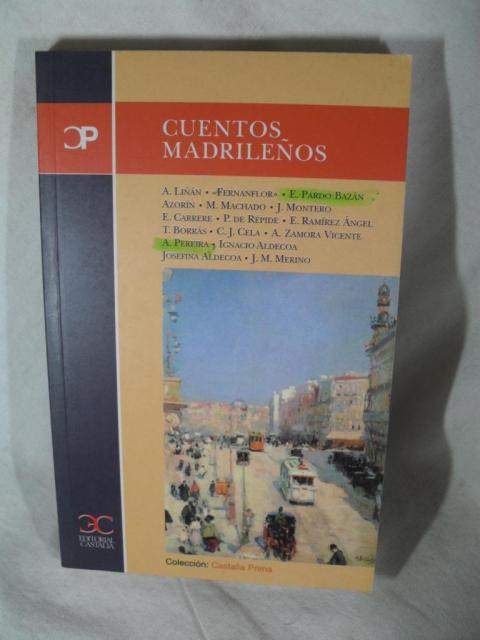 CP
CUENTOS
MADRILEÑOS
A. LIÑÁN • «FERNANFLOR» • E. PARDO BAZÁN
AZORÍN • M. MACHADO • J. MONTERO
E. CARRERE • P. DE RÉPIDE • E. RAMÍREZ ÁNGEL
T. BORRÁS • C. J. CELA • A. ZAMORA VICENTE
A. PEREIRA • IGNACIO ALDECOA
JOSEFINA ALDECOA • J. M. MERINO
EC
EDITORIAL
CASTALIA
Colección: Castalia Prima